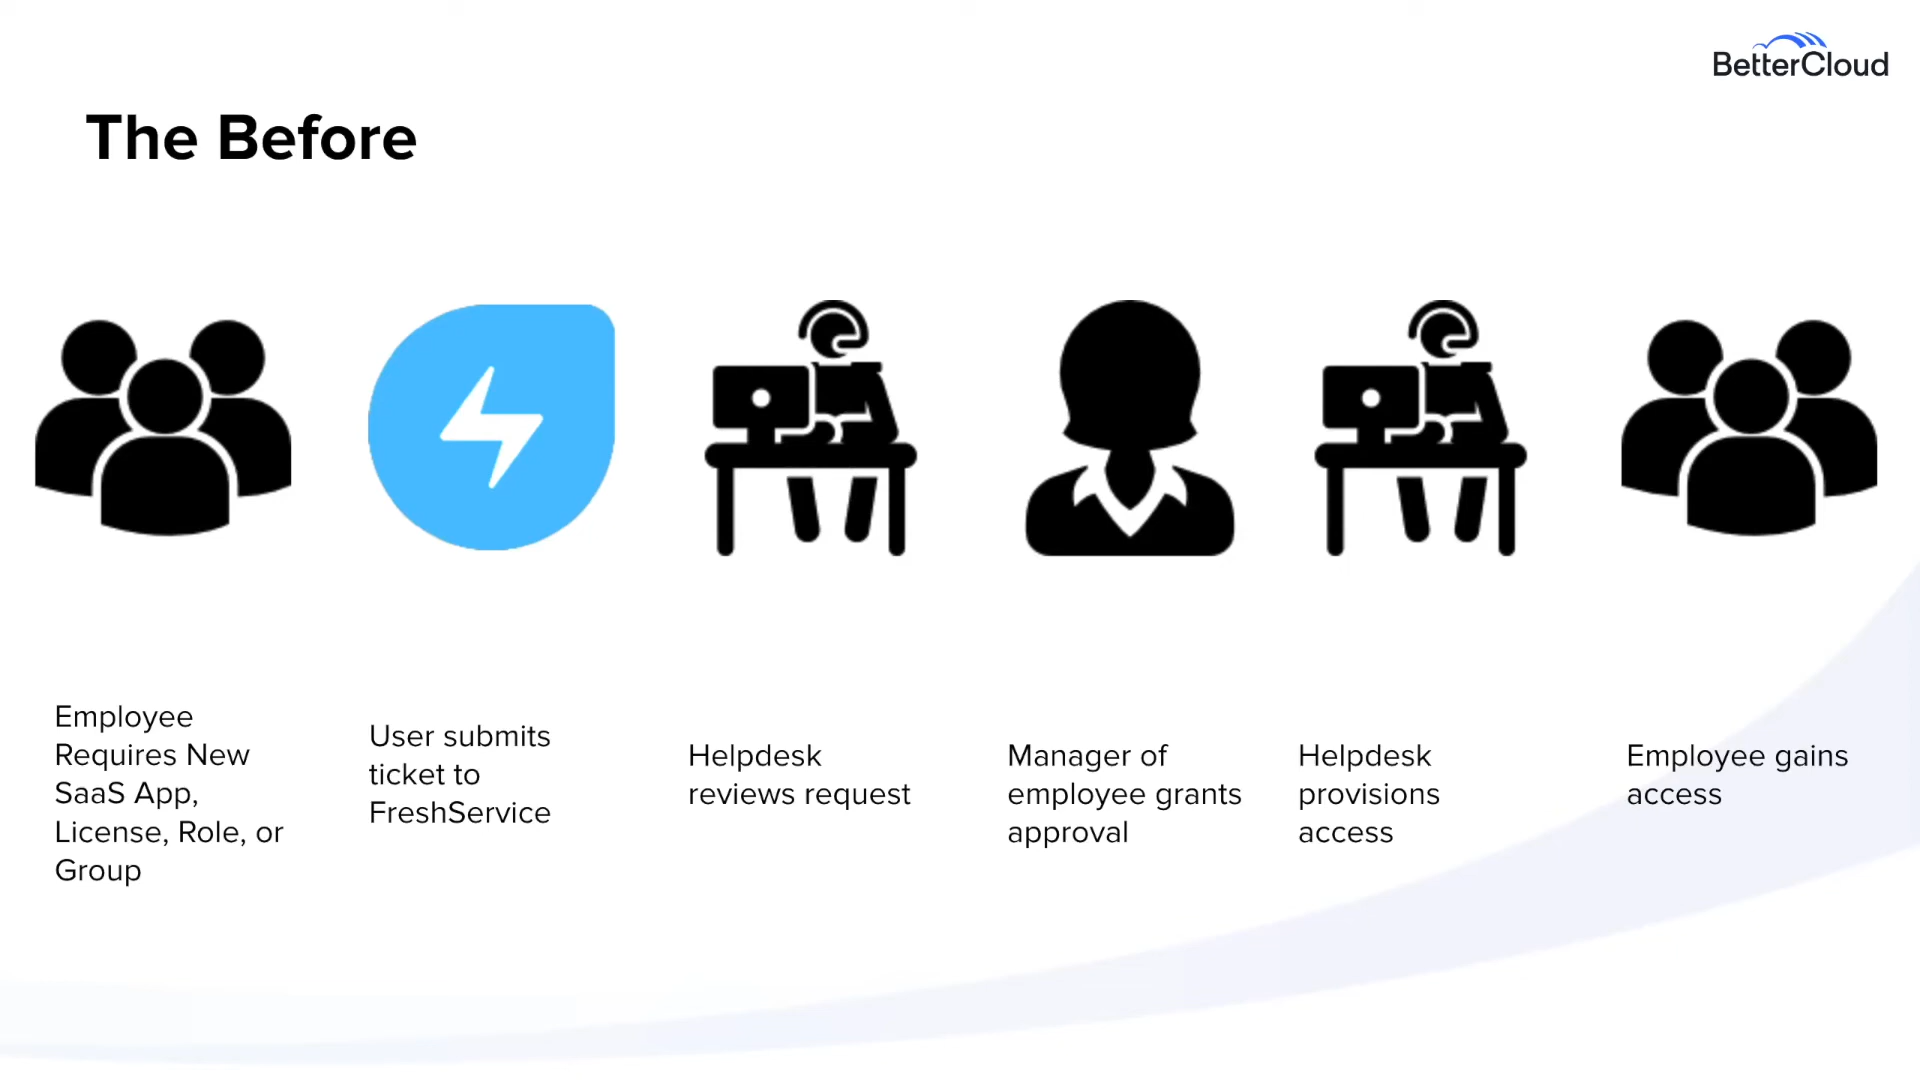 BetterCloud
The Before
Employee
Requires New
SaaS App,
License, Role, or
Group
User submits
ticket to
FreshService
Helpdesk
reviews request
Manager of
employee grants
approval
Helpdesk
provisions
access
Employee gains
access